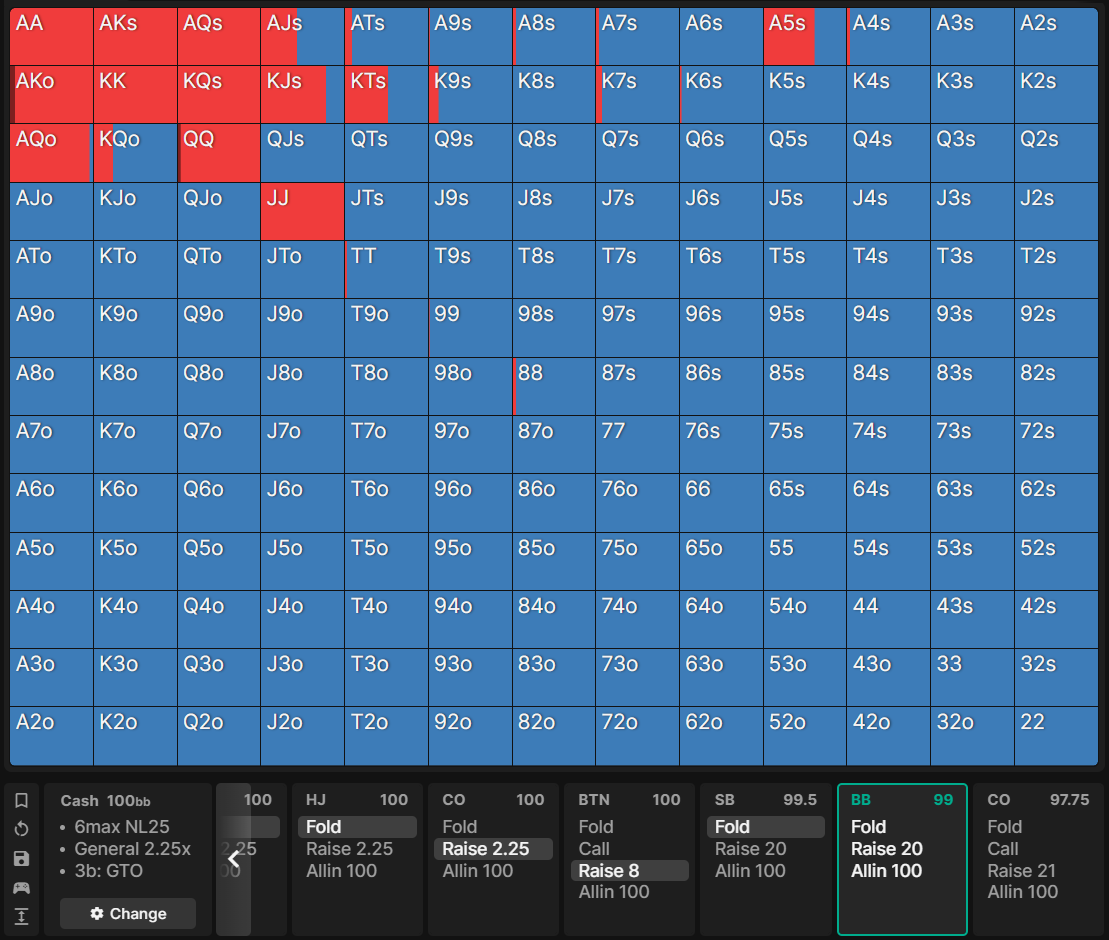 AA AKs AQs AJs ATs A9s A8s A7s A6s A5s A4s A3s A2s
AKo KK KQs KJs KTs K9s K8s K7s K6s K5s K4s K3s K2s
AQo KQo QQ QJs QTs Q9s Q8s Q7s Q6s Q5s Q4s Q3s Q2s
AJo KJo QJo JJ JTs J9s J8s J7s J6s J5s J4s J3s J2s
ATo KTo QTo JTo TT T9s T8s T7s T6s T5s T4s T3s T2s
A9o K9o Q9o J9o T9o 99 98s 97s 96s 95s 94s 93s 92s
A8o K8o Q8o J8o T8o 98o 88 87s 86s 85s 84s 83s 82s
A7o K7o Q7o J7o T7o 97o 87o 77 76s 75s 74s 73s 72s
A6o K6o Q6o J6o T6o 96o 86o 76o 66 65s 64s 63s 62s
A5o K5o Q5o J5o T5o 95o 85o 75o 65o 55 54s 53s 52s
A4o K4o Q4o J4o T4o 94o 84o 74o 64o 54o 44 43s 42s
A3o K3o Q3o J3o T3o 93o 83o 73o 63o 53o 43o 33 32s
A2o K2o Q2o J2o T2o 92o 82o 72o 62o 52o 42o 32o 22
Cash 100bb
• 6max NL25
• General 2.25x
• 3b: GTO
Change
100
2.25
00
HJ 100
Fold
Raise 2.25
Allin 100
CO 100
Fold
Raise 2.25
Allin 100
BTN 100
Fold
Call
Raise 8
Allin 100
SB 99.5
Fold
Raise 20
Allin 100
BB 99
Fold
Raise 20
Allin 100
CO 97.75
Fold
Call
Raise 21
Allin 100